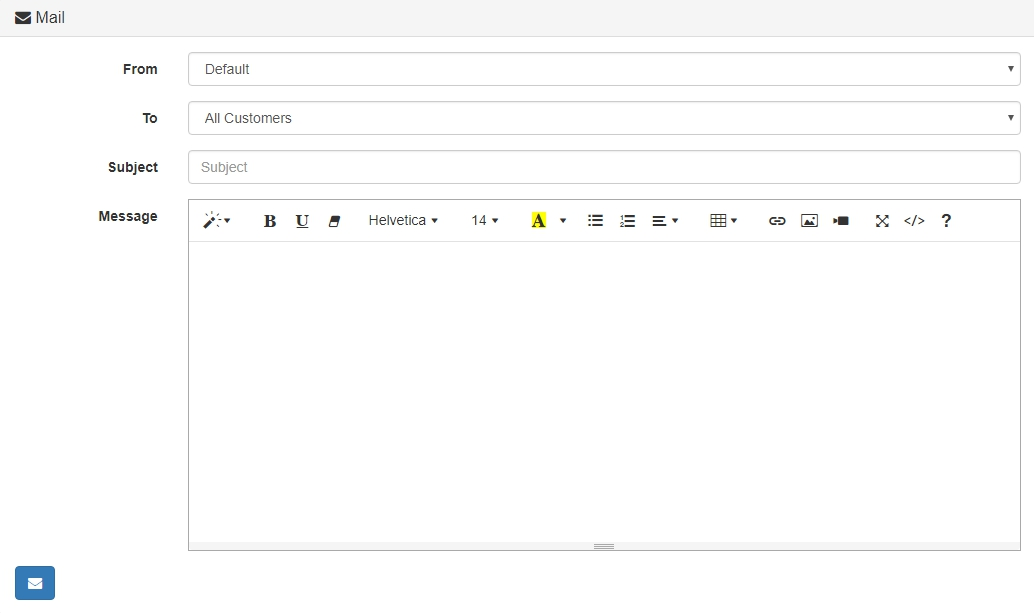 Mail
From
Default
To
All Customers
Subject
Subject
Message
B U Helvetica 14 A </> ?